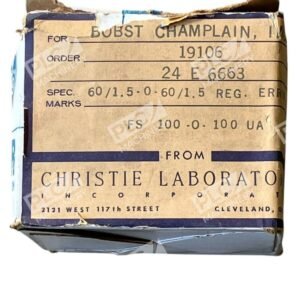 FOR BOBST CHAMPLAIN, I
ORDER 19106
24 E 6663
SPEC. 60/1.5-0-60/1.5 REG. ERR
MARKS
FS 100-0-100 UA
FROM
CHRISTIE LABORATO
INCORPORAT
2121 WEST 117th STREET CLEVELAND,